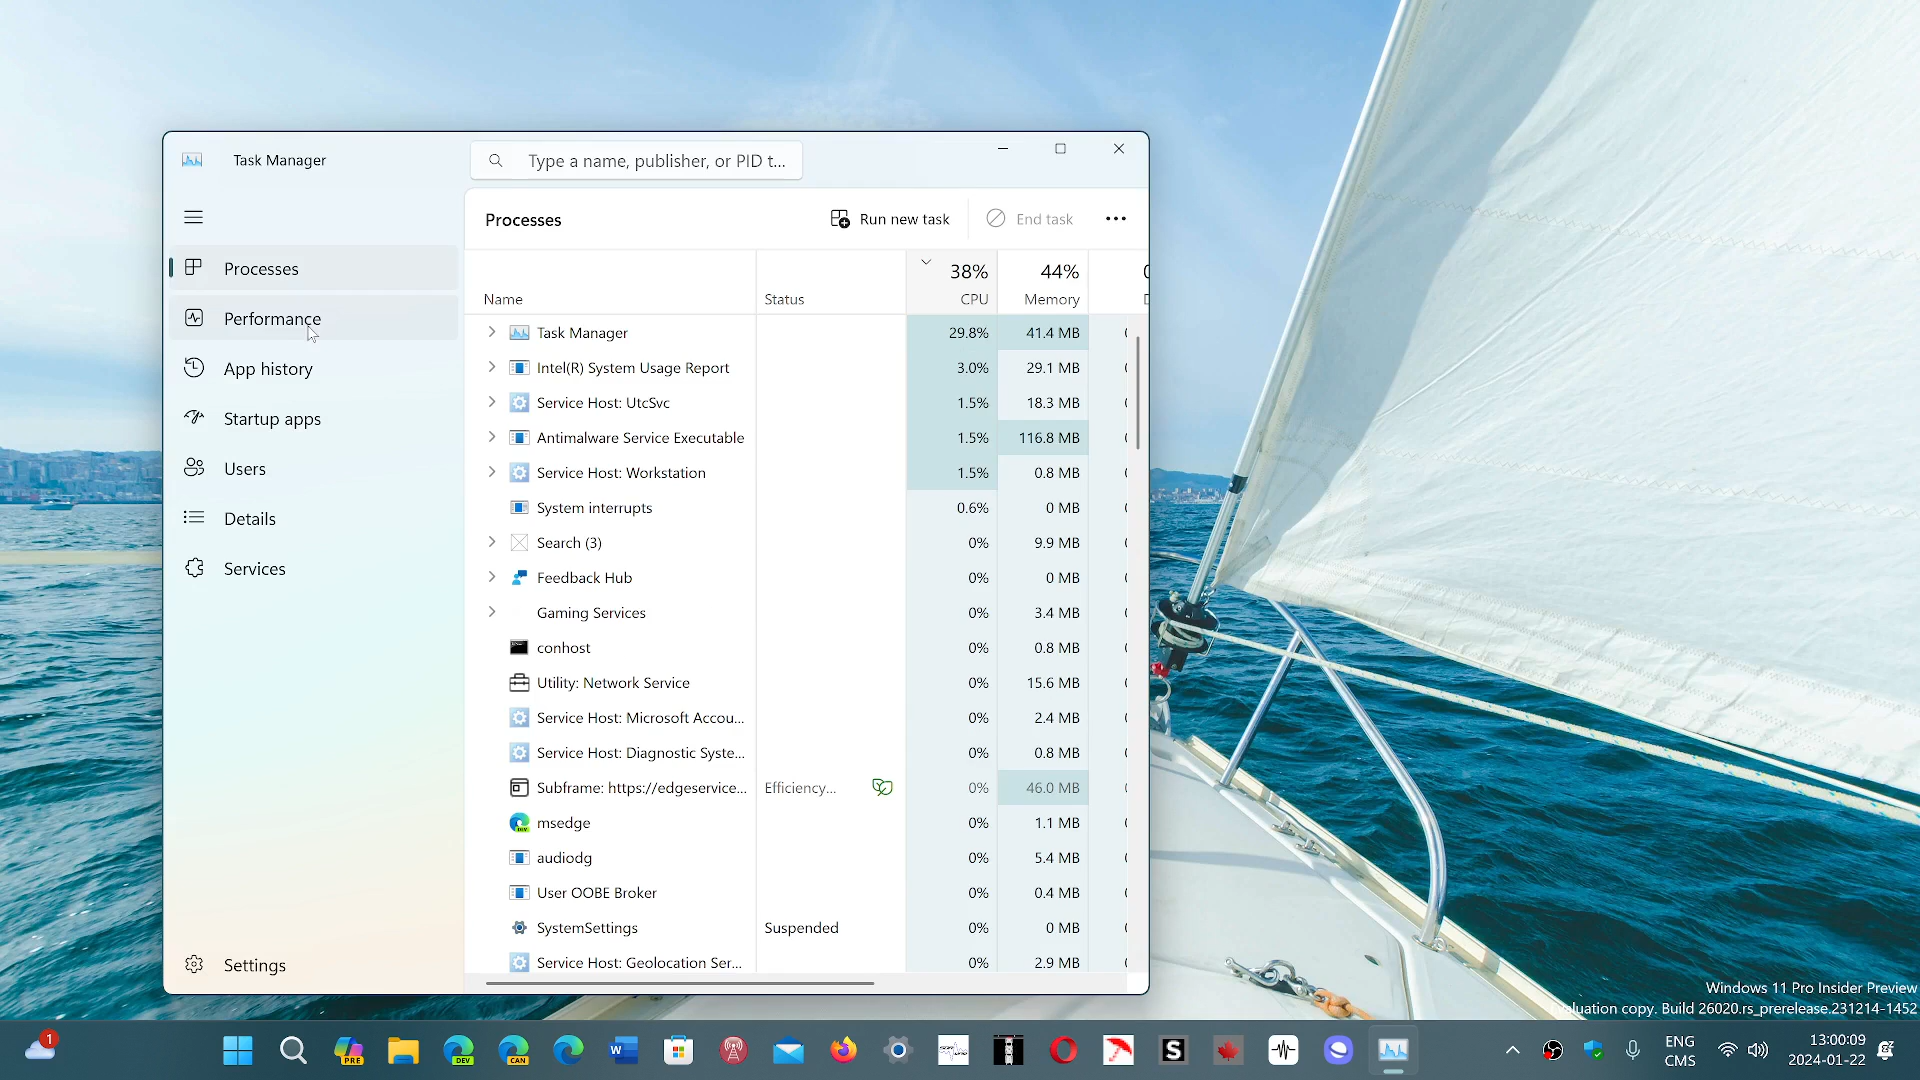 Task Manager
Type a name, publisher, or PID t...
Processes
Run new task
End task
Processes
Performance
App history
Startup apps
Users
Details
Services
Settings
38%
44%
Name
Status
CPU
Memory
Task Manager 29.8% 41.4 MB
Intel(R) System Usage Report 3.0% 29.1 MB
Service Host: UtcSvc 1.5% 18.3 MB
Antimalware Service Executable 1.5% 116.8 MB
Service Host: Workstation 1.5% 0.8 MB
System interrupts 0.6% 0 MB
Search (3) 0% 9.9 MB
Feedback Hub 0% 0 MB
Gaming Services 0% 3.4 MB
conhost 0% 0.8 MB
Utility: Network Service 0% 15.6 MB
Service Host: Microsoft Accou... 0% 2.4 MB
Service Host: Diagnostic Syste... 0% 0.8 MB
Subframe: https://edgeservice... Efficiency... 0% 46.0 MB
msedge 0% 1.1 MB
audiodg 0% 5.4 MB
User OOBE Broker 0% 0.4 MB
SystemSettings Suspended 0% 0 MB
Service Host: Geolocation Ser... 0% 2.9 MB
Windows 11 Pro Insider Preview
copy. Build 26020.rs_prerelease.231214-1452
1
PRE
DEV
CAN
W
S
ENG
CMS
13:00:09
2024-01-22